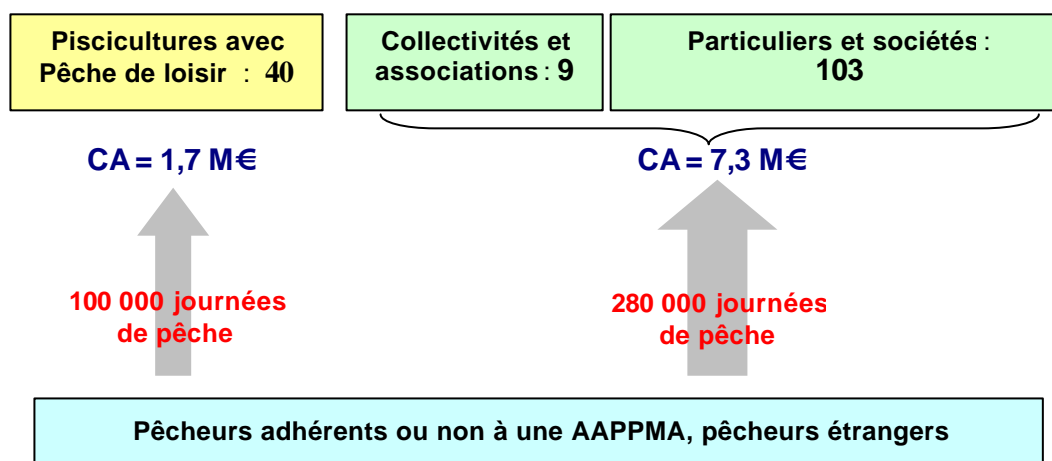 Piscicultures avec
Pêche de loisir : 40
Collectivités et
associations : 9
Particuliers et sociétés :
103
CA = 1,7 M€
CA = 7,3 M€
100 000 journées
de pêche
280 000 journées
de pêche
Pêcheurs adhérents ou non à une AAPPMA, pêcheurs étrangers